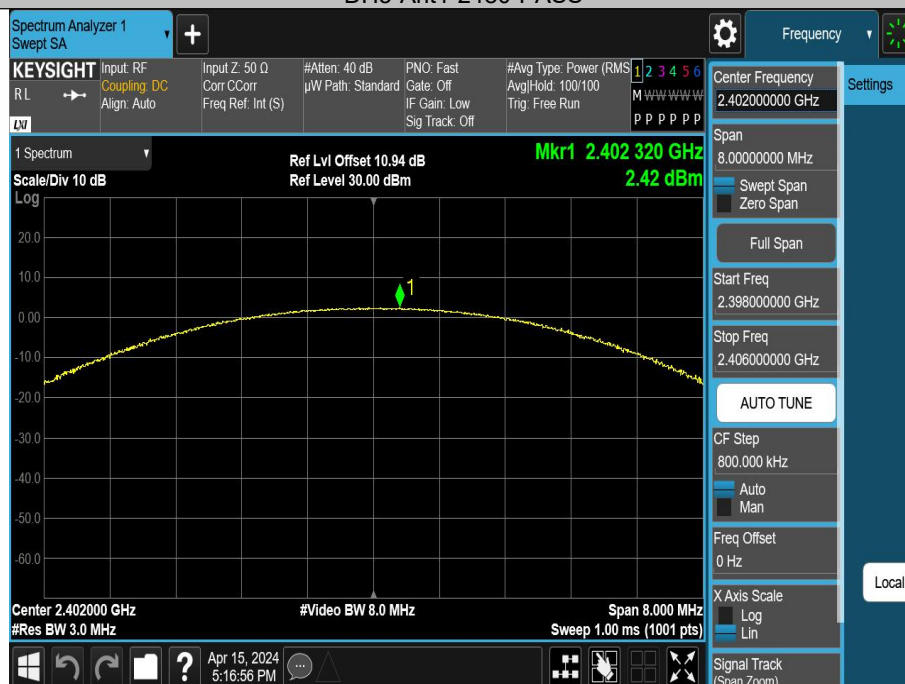 Spectrum Analyzer 1
Swept SA
Frequency
KEYSIGHT
RL
LXI
Input: RF
Coupling: DC
Align: Auto
Input Z: 50 Ω
Corr CCorr
Freq Ref: Int (S)
#Atten: 40 dB
µW Path: Standard
PNO: Fast
Gate: Off
IF Gain: Low
Sig Track: Off
#Avg Type: Power (RMS
Avg|Hold: 100/100
Trig: Free Run
1 2 3 4 5 6
M W W W W W
P P P P P P
1 Spectrum
Scale/Div 10 dB
Log
Ref Lvl Offset 10.94 dB
Ref Level 30.00 dBm
Mkr1 2.402 320 GHz
2.42 dBm
20.0
10.0
0.00
-10.0
-20.0
-30.0
-40.0
-50.0
-60.0
1
Center 2.402000 GHz
#Res BW 3.0 MHz
#Video BW 8.0 MHz
Span 8.000 MHz
Sweep 1.00 ms (1001 pts)
Center Frequency
2.402000000 GHz
Settings
Span
8.00000000 MHz
Swept Span
Zero Span
Full Span
Start Freq
2.398000000 GHz
Stop Freq
2.406000000 GHz
AUTO TUNE
CF Step
800.000 kHz
Auto
Man
Freq Offset
0 Hz
X Axis Scale
Log
Lin
Local
Signal Track
(Span Zoom)
?
Apr 15, 2024
5:16:56 PM